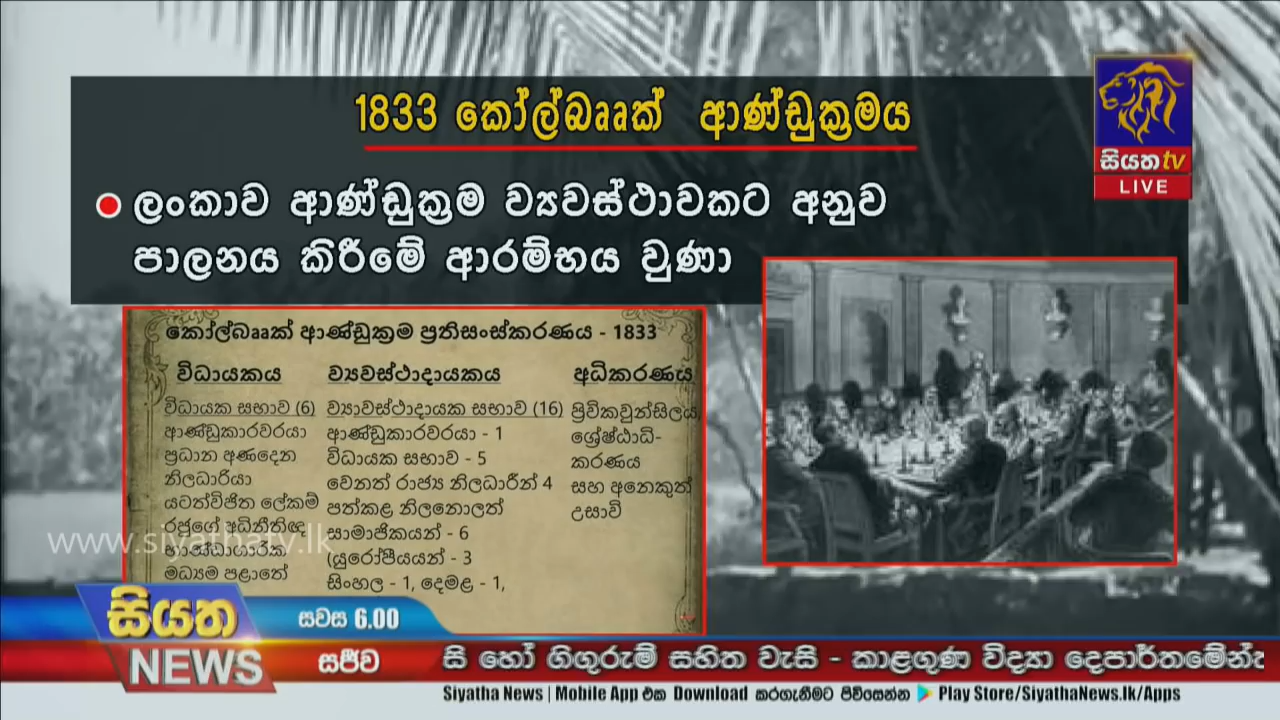 1833 කෝල්බෲක් ආණ්ඩුක්‍රමය
සියත tv
LIVE
ලංකාව ආණ්ඩුක්‍රම ව්‍යවස්ථාවකට අනුව
පාලනය කිරීමේ ආරම්භය වුණා
කෝල්බෲක් ආණ්ඩුක්‍රම ප්‍රතිසංස්කරණය - 1833
විධායකය
විධායක සභාව (6)
ආණ්ඩුකාරවරයා
ප්‍රධාන අණදෙන
නිලධාරියා
යටත්විජිත ලේකම්
රජුගේ අධිනීතිඥ
භාණ්ඩාගාරික
මධ්‍යම පළාතේ
ව්‍යවස්ථාදායකය
ව්‍යාවස්ථාදායක සභාව (16)
ආණ්ඩුකාරවරයා - 1
විධායක සභාව - 5
වෙනත් රාජ්‍ය නිලධාරීන් 4
පත්කළ නිලනොලත්
සාමාජිකයන් - 6
(යුරෝපීයයන් - 3
සිංහල - 1, දෙමළ - 1,
අධිකරණය
ප්‍රිවිකවුන්සිලය,
ශ්‍රේෂ්ඨාධි-
කරණය
සහ අනෙකුත්
උසාවි
www.siyathatv.lk
සියත
NEWS
සවස 6.00
සජීව
සි හෝ ගිගුරුම් සහිත වැසි - කාළගුණ විද්‍යා දෙපාර්තමේන්
Siyatha News | Mobile App එක Download කරගැනීමට පිවිසෙන්න Play Store/SiyathaNews.lk/Apps